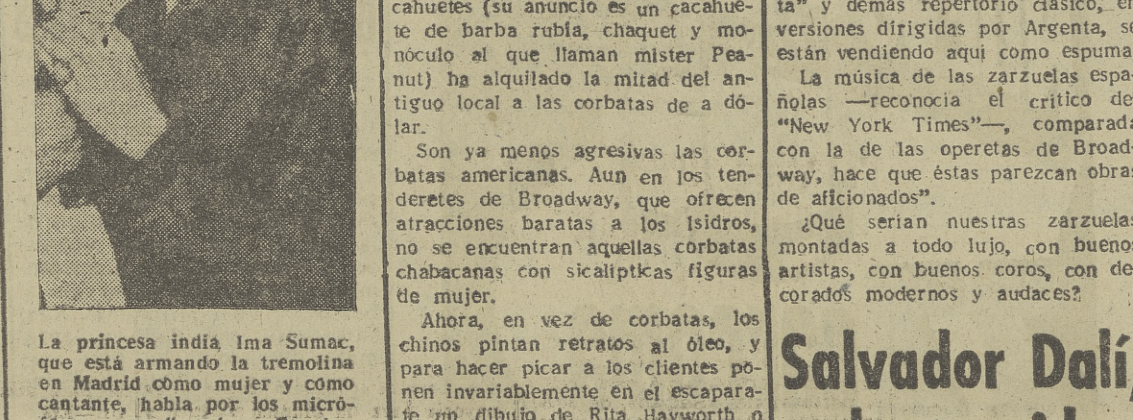 La princesa india, Ima Sumac,
que está armando la tremolina
en Madrid como mujer y como
cantante, habla por los micró-
cahuetes (su anuncio es un cacahue-
te de barba rubia, chaquet y mo-
nóculo al que llaman mister Pea-
nut) ha alquilado la mitad del an-
tiguo local a las corbatas de a dó-
lar.
Son ya menos agresivas las cor-
batas americanas. Aun en los ten-
deretes de Broadway, que ofrecen
atracciones baratas a los Isidros,
no se encuentran aquellas corbatas
chabacanas con sicalípticas figuras
de mujer.
Ahora, en vez de corbatas, los
chinos pintan retratos al óleo, y
para hacer picar a los clientes po-
nen invariablemente en el escapara-
te un dibujo de Rita Hayworth o
ta" y demás repertorio clásico, en
versiones dirigidas por Argenta, se
están vendiendo aquí como espuma.
La música de las zarzuelas espa-
ñolas —reconocía el crítico de
"New York Times"—, comparada
con la de las operetas de Broad-
way, hace que éstas parezcan obras
de aficionados".
¿Qué serían nuestras zarzuelas
montadas a todo lujo, con buenos
artistas, con buenos coros, con de-
corados modernos y audaces?
Salvador Dalí,